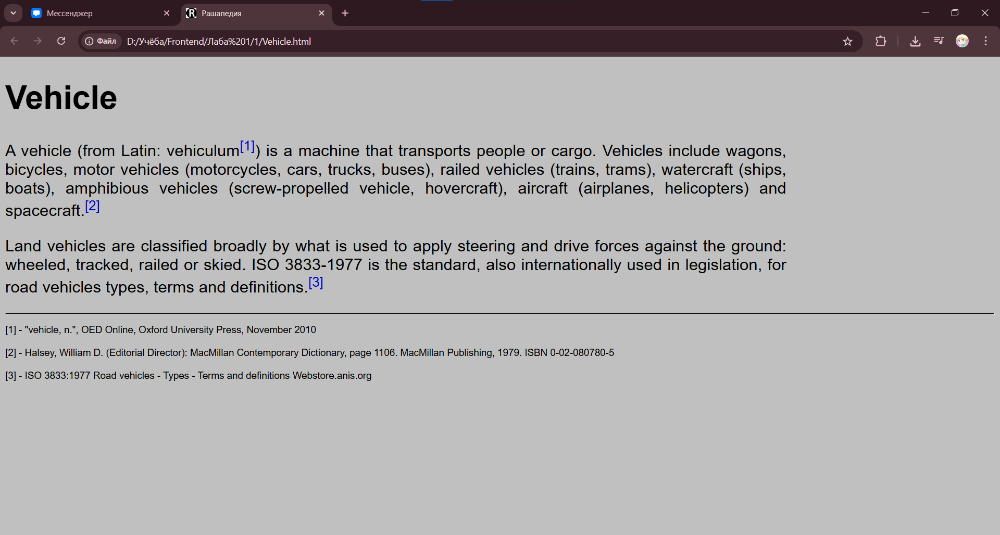 Мессенджер
R Рашапедия
Файл D:/Учёба/Frontend/Лаба%201/1/Vehicle.html
Vehicle
A vehicle (from Latin: vehiculum[1]) is a machine that transports people or cargo. Vehicles include wagons,
bicycles, motor vehicles (motorcycles, cars, trucks, buses), railed vehicles (trains, trams), watercraft (ships,
boats), amphibious vehicles (screw-propelled vehicle, hovercraft), aircraft (airplanes, helicopters) and
spacecraft.[2]
Land vehicles are classified broadly by what is used to apply steering and drive forces against the ground:
wheeled, tracked, railed or skied. ISO 3833-1977 is the standard, also internationally used in legislation, for
road vehicles types, terms and definitions.[3]
[1] - "vehicle, n.", OED Online, Oxford University Press, November 2010
[2] - Halsey, William D. (Editorial Director): MacMillan Contemporary Dictionary, page 1106. MacMillan Publishing, 1979. ISBN 0-02-080780-5
[3] - ISO 3833:1977 Road vehicles - Types - Terms and definitions Webstore.anis.org